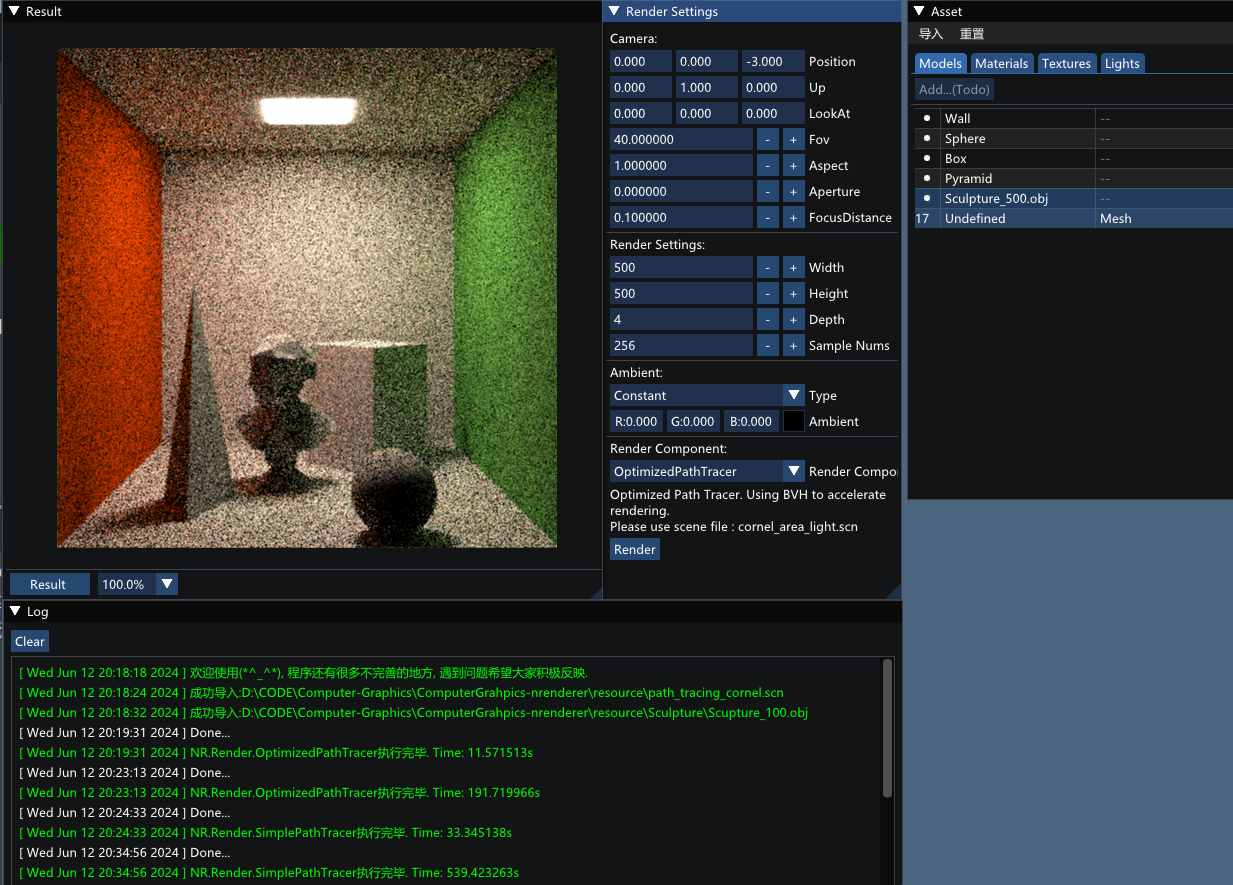 Result
Result 100.0%
Render Settings
Camera:
0.000 0.000 -3.000 Position
0.000 1.000 0.000 Up
0.000 0.000 0.000 LookAt
40.000000 - + Fov
1.000000 - + Aspect
0.000000 - + Aperture
0.100000 - + FocusDistance
Render Settings:
500 - + Width
500 - + Height
4 - + Depth
256 - + Sample Nums
Ambient:
Constant Type
R:0.000 G:0.000 B:0.000 Ambient
Render Component:
OptimizedPathTracer Render Compo
Optimized Path Tracer. Using BVH to accelerate
rendering.
Please use scene file : cornel_area_light.scn
Render
Asset
导入 重置
Models Materials Textures Lights
Add...(Todo)
Wall --
Sphere --
Box --
Pyramid --
Sculpture_500.obj --
17 Undefined Mesh
Log
Clear
[ Wed Jun 12 20:18:18 2024 ] 欢迎使用(*^_^*), 程序还有很多不完善的地方, 遇到问题希望大家积极反映.
[ Wed Jun 12 20:18:24 2024 ] 成功导入:D:\CODE\Computer-Graphics\ComputerGrahpics-nrenderer\resource\path_tracing_cornel.scn
[ Wed Jun 12 20:18:32 2024 ] 成功导入:D:\CODE\Computer-Graphics\ComputerGrahpics-nrenderer\resource\Sculpture\Scupture_100.obj
[ Wed Jun 12 20:19:31 2024 ] Done...
[ Wed Jun 12 20:19:31 2024 ] NR.Render.OptimizedPathTracer执行完毕. Time: 11.571513s
[ Wed Jun 12 20:23:13 2024 ] Done...
[ Wed Jun 12 20:23:13 2024 ] NR.Render.OptimizedPathTracer执行完毕. Time: 191.719966s
[ Wed Jun 12 20:24:33 2024 ] Done...
[ Wed Jun 12 20:24:33 2024 ] NR.Render.SimplePathTracer执行完毕. Time: 33.345138s
[ Wed Jun 12 20:34:56 2024 ] Done...
[ Wed Jun 12 20:34:56 2024 ] NR.Render.SimplePathTracer执行完毕. Time: 539.423263s